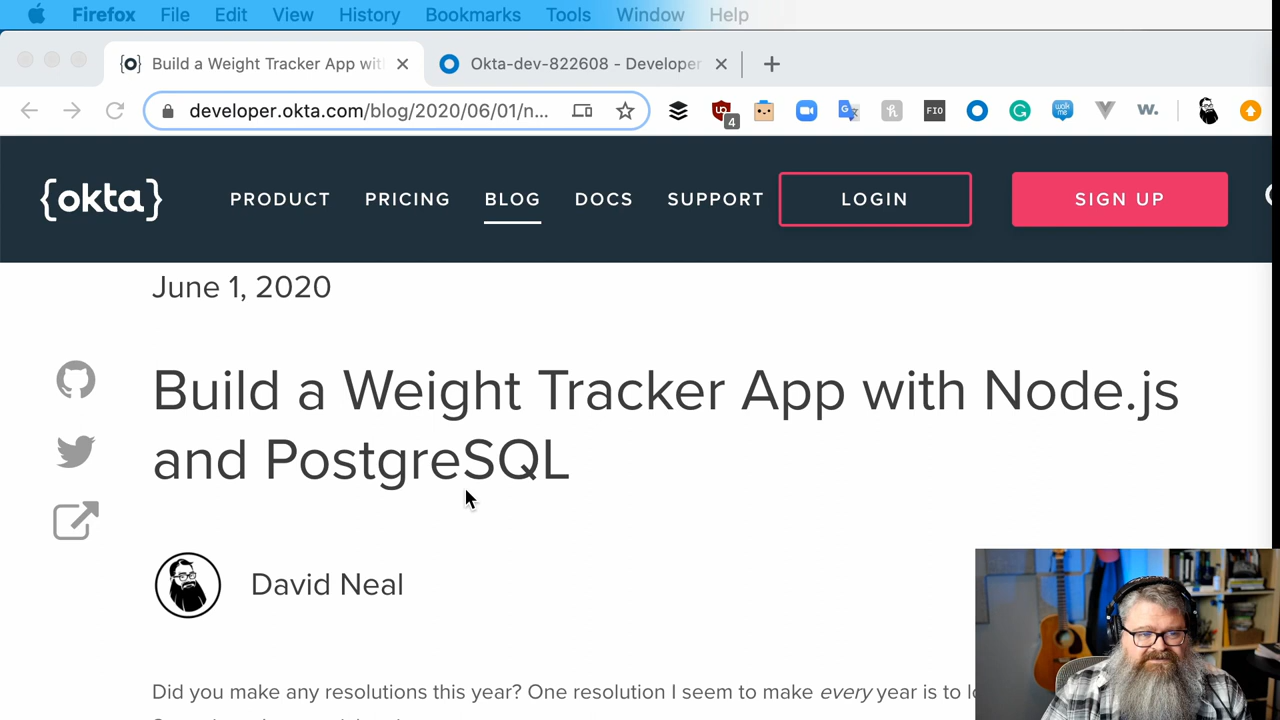 Firefox File Edit View History Bookmarks Tools Window Help
Build a Weight Tracker App wit
Okta-dev-822608 - Developer
developer.okta.com/blog/2020/06/01/n...
4
FIO
walk me
w.
{okta} PRODUCT PRICING BLOG DOCS SUPPORT LOGIN SIGN UP
June 1, 2020
Build a Weight Tracker App with Node.js
and PostgreSQL
David Neal
Did you make any resolutions this year? One resolution I seem to make every year is to